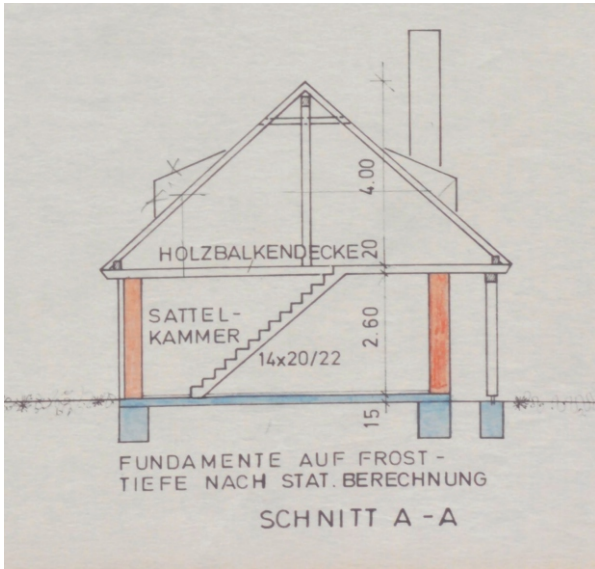 4.00
HOLZBALKENDECKE
20
SATTEL-
KAMMER
2.60
14x20/22
15
FUNDAMENTE AUF FROST-
TIEFE NACH STAT. BERECHNUNG
SCHNITT A-A